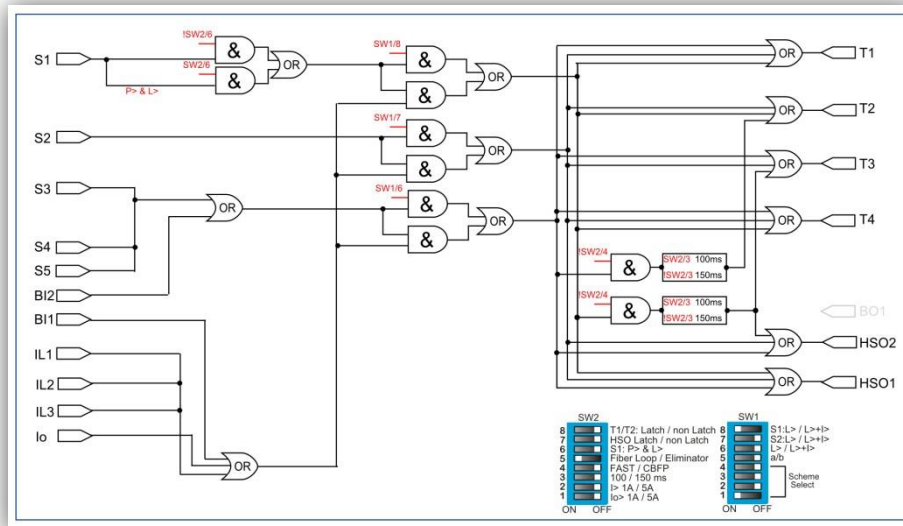 !SW2/6
&
OR
SW2/6
&
P> & L>
S1
SW1/8
&
OR
&
S2
SW1/7
&
OR
&
S3
S4
S5
BI2
OR
SW1/6
&
OR
&
BI1
IL1
IL2
IL3
Io
OR
OR T1
OR T2
OR T3
OR T4
!SW2/4
&
SW2/3 100ms
!SW2/3 150ms
!SW2/4
&
SW2/3 100ms
!SW2/3 150ms
BO1
OR HSO2
OR HSO1
SW2
8 T1/T2: Latch / non Latch
7 HSO Latch / non Latch
6 S1: P> & L>
5 Fiber Loop / Eliminator
4 FAST / CBFP
3 100 / 150 ms
2 I> 1A / 5A
1 Io> 1A / 5A
ON OFF
SW1
8 S1:L> / L>+I>
7 S2:L> / L>+I>
6 L> / L>+I>
5 a/b
4
3 Scheme
2 Select
1
ON OFF